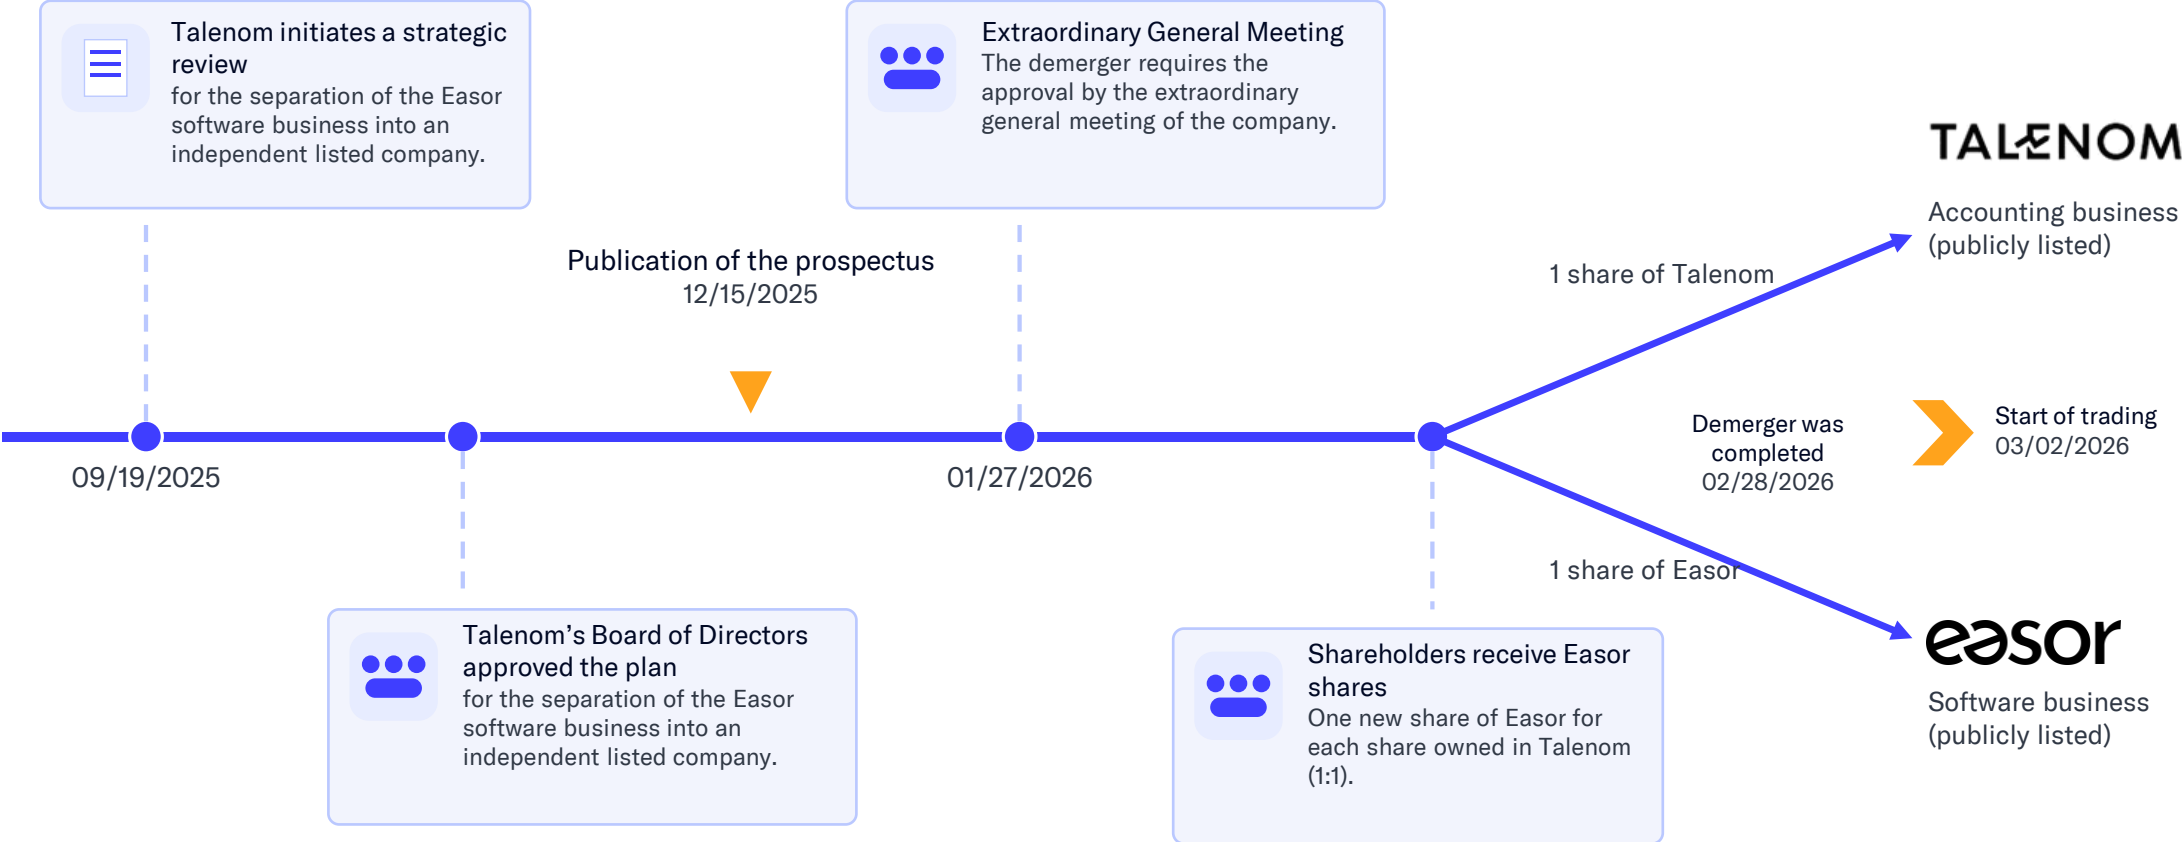 Talenom initiates a strategic
review
for the separation of the Easor
software business into an
independent listed company.
Extraordinary General Meeting
The demerger requires the
approval by the extraordinary
general meeting of the company.
TALENOM
Accounting business
(publicly listed)
Publication of the prospectus
12/15/2025
1 share of Talenom
09/19/2025
01/27/2026
Demerger was
completed
02/28/2026
Start of trading
03/02/2026
1 share of Easor
Talenom’s Board of Directors
approved the plan
for the separation of the Easor
software business into an
independent listed company.
Shareholders receive Easor
shares
One new share of Easor for
each share owned in Talenom
(1:1).
easor
Software business
(publicly listed)